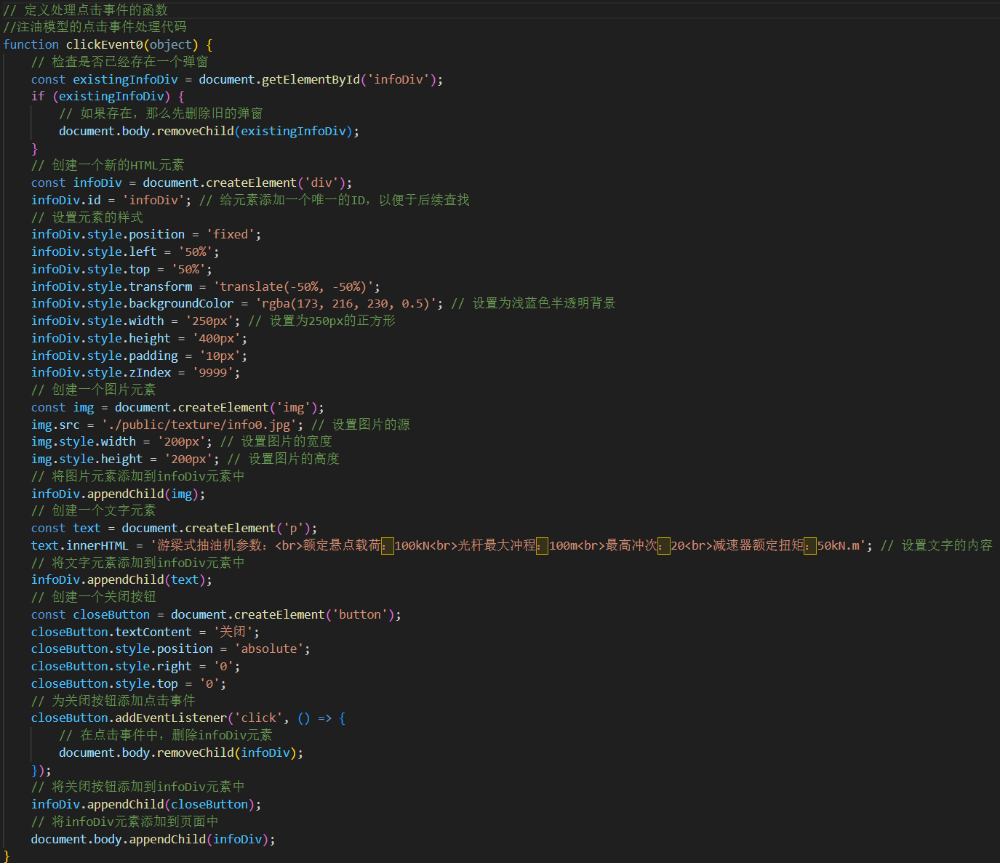 // 定义处理点击事件的函数
//注油模型的点击事件处理代码
function clickEvent0(object) {
    // 检查是否已经存在一个弹窗
    const existingInfoDiv = document.getElementById('infoDiv');
    if (existingInfoDiv) {
        // 如果存在，那么先删除旧的弹窗
        document.body.removeChild(existingInfoDiv);
    }
    // 创建一个新的HTML元素
    const infoDiv = document.createElement('div');
    infoDiv.id = 'infoDiv'; // 给元素添加一个唯一的ID，以便于后续查找
    // 设置元素的样式
    infoDiv.style.position = 'fixed';
    infoDiv.style.left = '50%';
    infoDiv.style.top = '50%';
    infoDiv.style.transform = 'translate(-50%, -50%)';
    infoDiv.style.backgroundColor = 'rgba(173, 216, 230, 0.5)'; // 设置为浅蓝色半透明背景
    infoDiv.style.width = '250px'; // 设置为250px的正方形
    infoDiv.style.height = '400px';
    infoDiv.style.padding = '10px';
    infoDiv.style.zIndex = '9999';
    // 创建一个图片元素
    const img = document.createElement('img');
    img.src = './public/texture/info0.jpg'; // 设置图片的源
    img.style.width = '200px'; // 设置图片的宽度
    img.style.height = '200px'; // 设置图片的高度
    // 将图片元素添加到infoDiv元素中
    infoDiv.appendChild(img);
    // 创建一个文字元素
    const text = document.createElement('p');
    text.innerHTML = '游梁式抽油机参数：<br>额定悬点载荷：100kN<br>光杆最大冲程：100m<br>最高冲次：20<br>减速器额定扭矩：50kN.m'; // 设置文字的内容
    // 将文字元素添加到infoDiv元素中
    infoDiv.appendChild(text);
    // 创建一个关闭按钮
    const closeButton = document.createElement('button');
    closeButton.textContent = '关闭';
    closeButton.style.position = 'absolute';
    closeButton.style.right = '0';
    closeButton.style.top = '0';
    // 为关闭按钮添加点击事件
    closeButton.addEventListener('click', () => {
        // 在点击事件中，删除infoDiv元素
        document.body.removeChild(infoDiv);
    });
    // 将关闭按钮添加到infoDiv元素中
    infoDiv.appendChild(closeButton);
    // 将infoDiv元素添加到页面中
    document.body.appendChild(infoDiv);
}